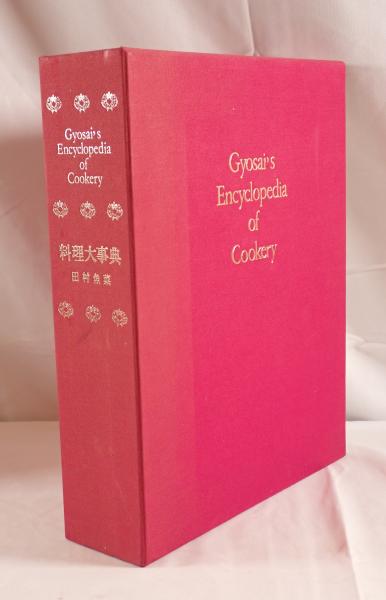 Gyosai's
Encyclopedia
of
Cookery
料理大事典
田村魚菜
Gyosai's
Encyclopedia
of
Cookery